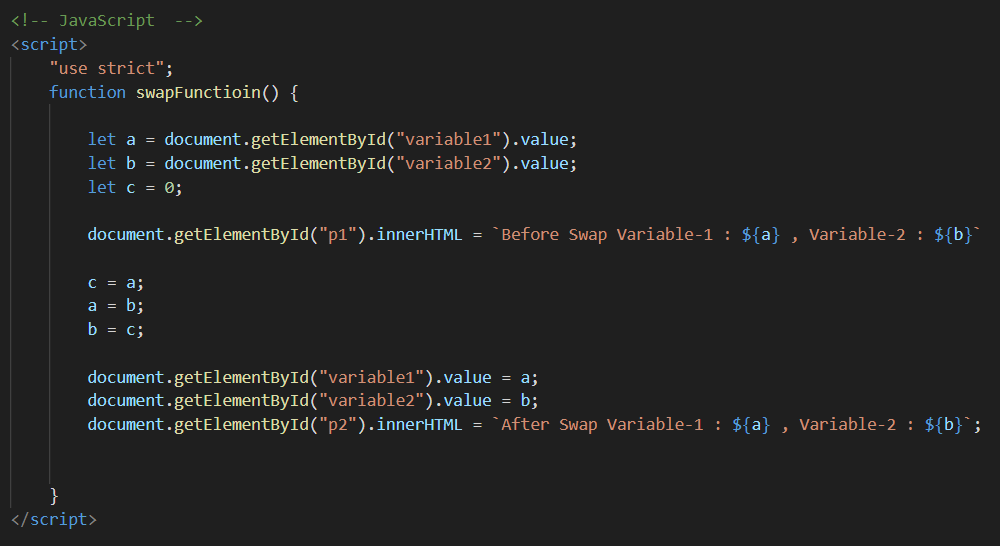 <!-- JavaScript  -->
<script>
    "use strict";
    function swapFunctioin() {

        let a = document.getElementById("variable1").value;
        let b = document.getElementById("variable2").value;
        let c = 0;

        document.getElementById("p1").innerHTML = `Before Swap Variable-1 : ${a} , Variable-2 : ${b}`

        c = a;
        a = b;
        b = c;

        document.getElementById("variable1").value = a;
        document.getElementById("variable2").value = b;
        document.getElementById("p2").innerHTML = `After Swap Variable-1 : ${a} , Variable-2 : ${b}`;

    }
</script>